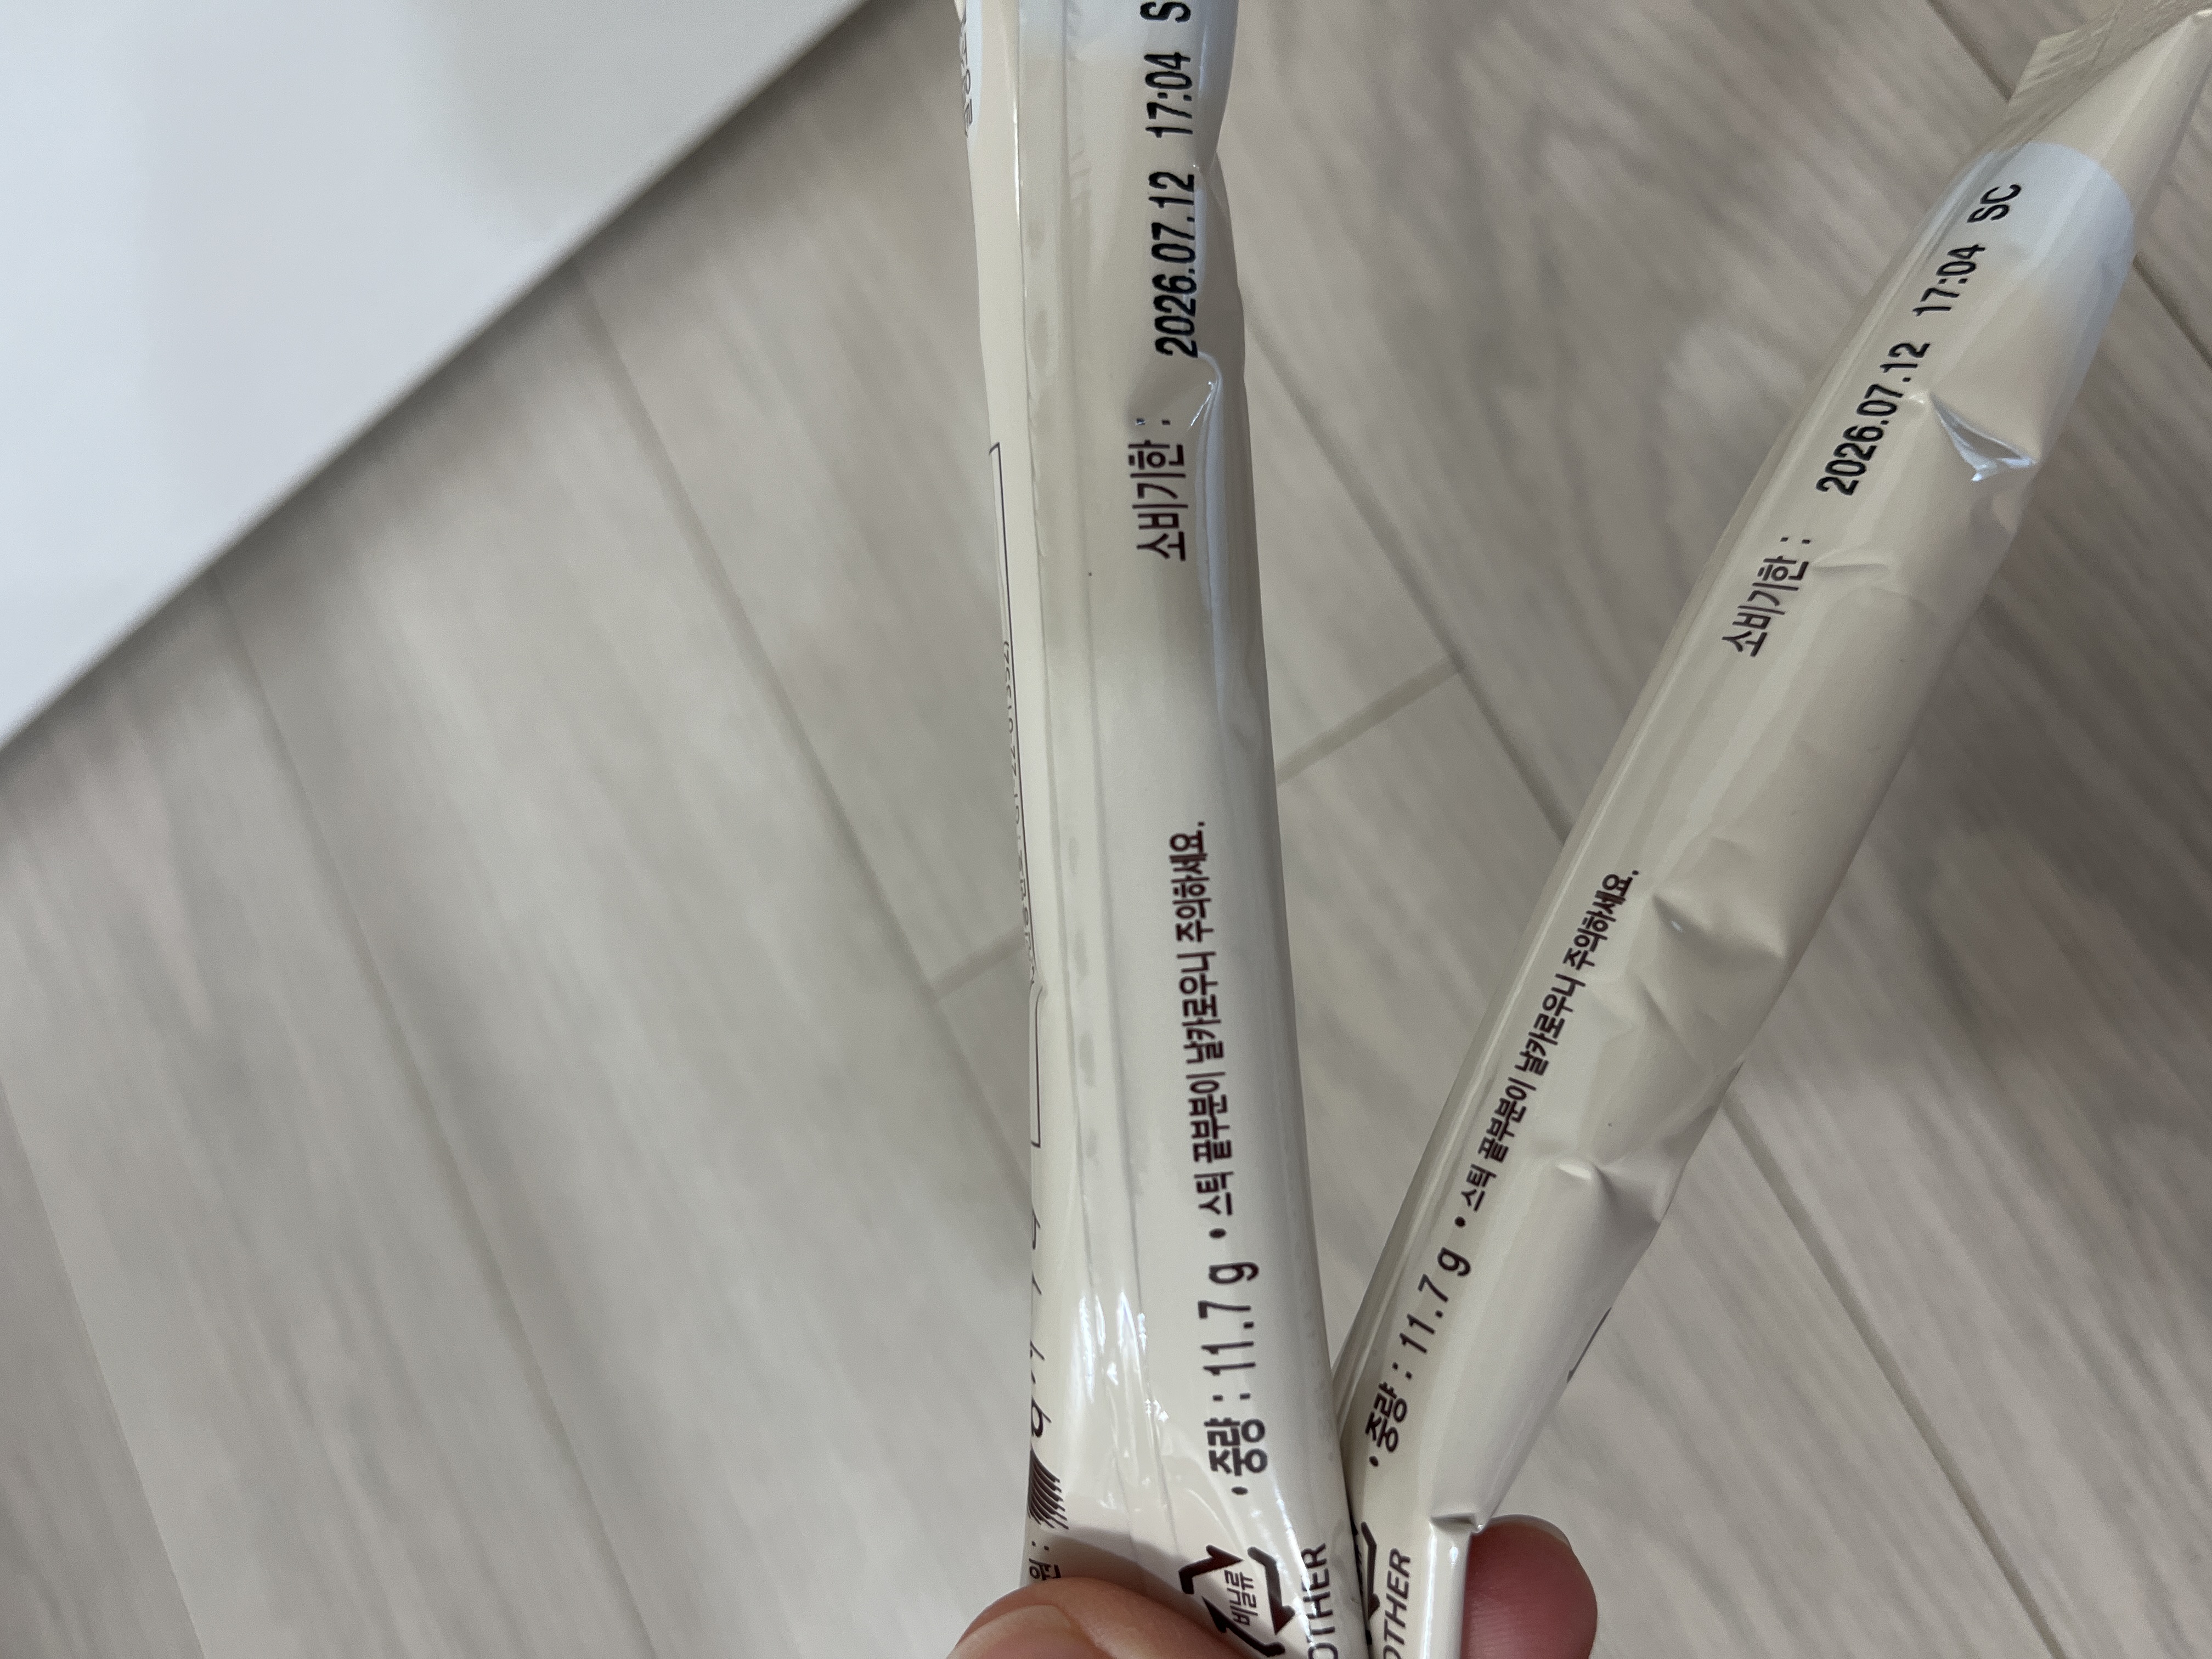 소비기한 : 2026.07.12 17:04 S
· 중량 : 11.7 g · 스틱 끝부분이 날카로우니 주의하세요.
비닐류
OTHER
소비기한 : 2026.07.12 17:04 SC
· 중량 : 11.7 g · 스틱 끝부분이 날카로우니 주의하세요.
OTHER